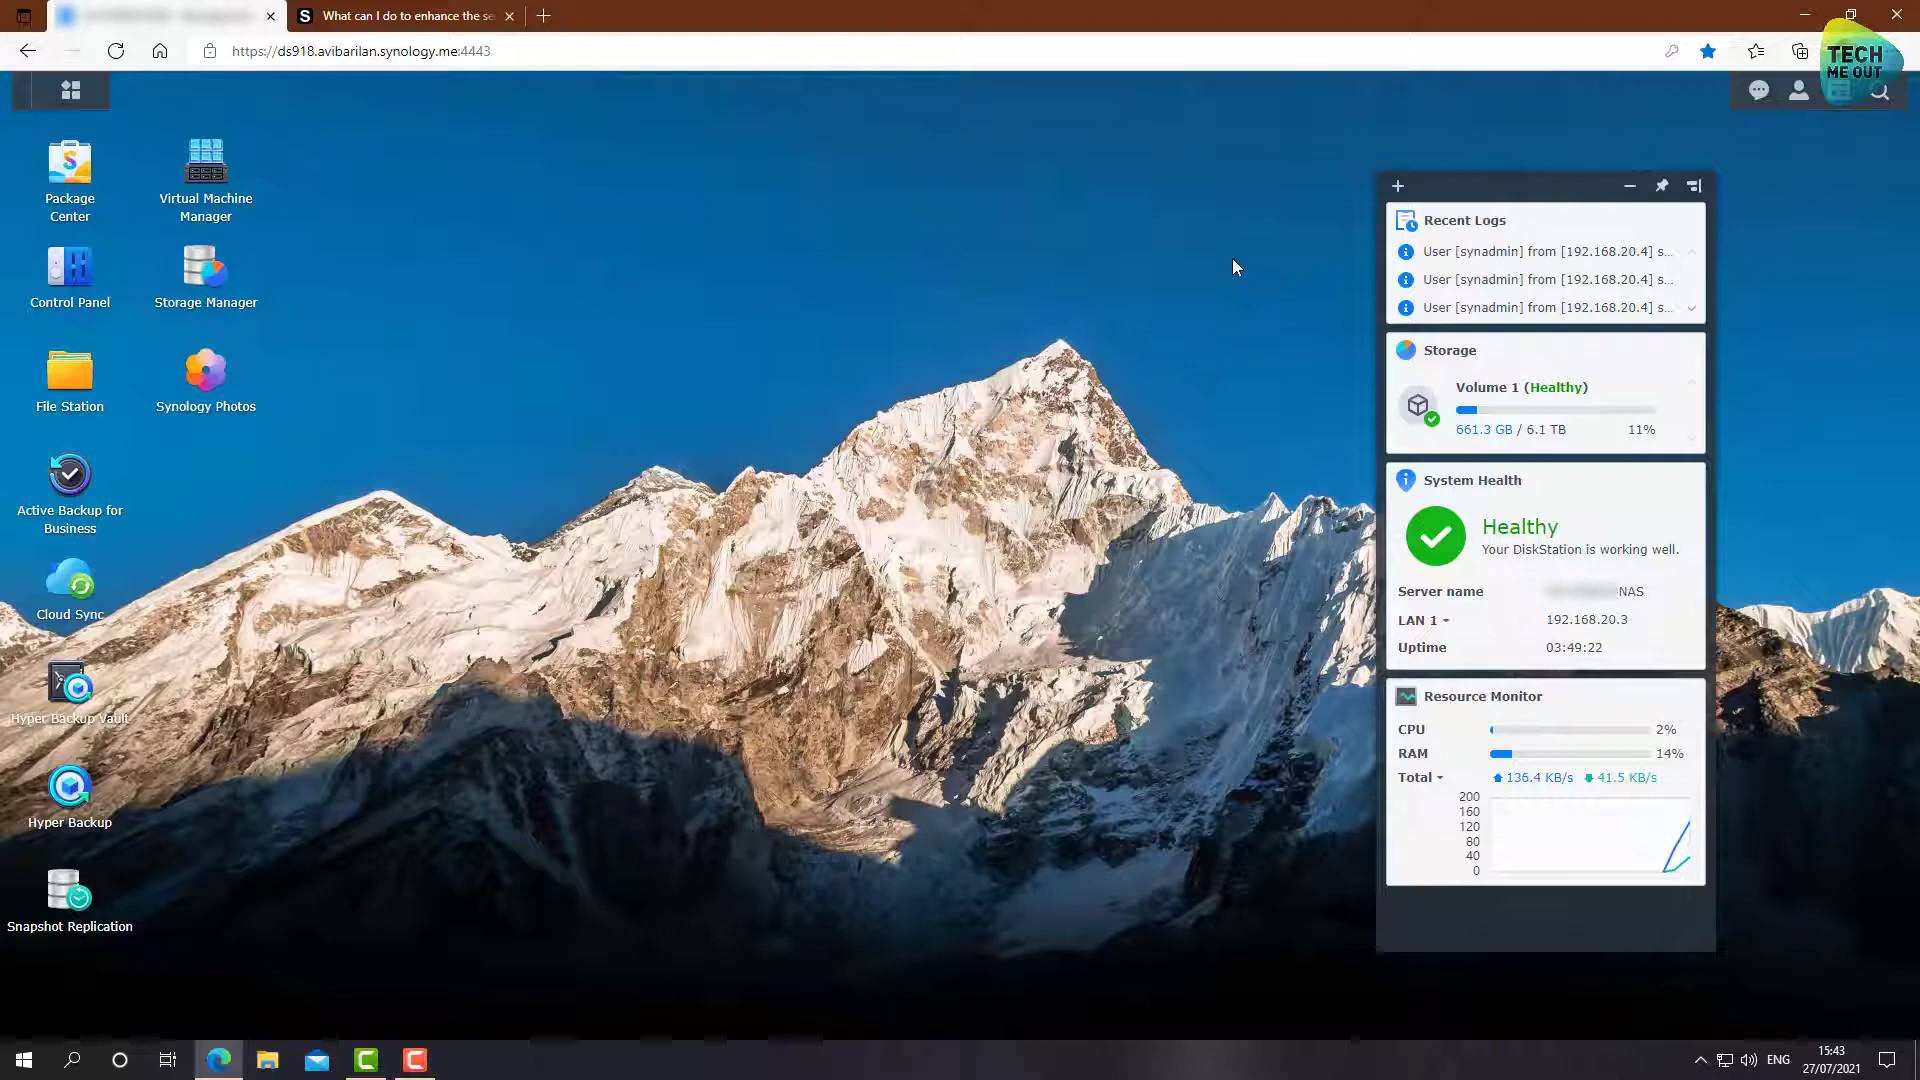 What can I do to enhance the se
https://ds918.avibarilan.synology.me:4443
TECH
ME OUT
Package
Center
Virtual Machine
Manager
Control Panel
Storage Manager
File Station
Synology Photos
Active Backup for
Business
Cloud Sync
Hyper Backup Vault
Hyper Backup
Snapshot Replication
Recent Logs
User [synadmin] from [192.168.20.4] s...
User [synadmin] from [192.168.20.4] s...
User [synadmin] from [192.168.20.4] s...
Storage
Volume 1 (Healthy)
661.3 GB / 6.1 TB 11%
System Health
Healthy
Your DiskStation is working well.
Server name NAS
LAN 1 192.168.20.3
Uptime 03:49:22
Resource Monitor
CPU 2%
RAM 14%
Total 136.4 KB/s 41.5 KB/s
200
160
120
80
40
0
ENG
15:43
27/07/2021